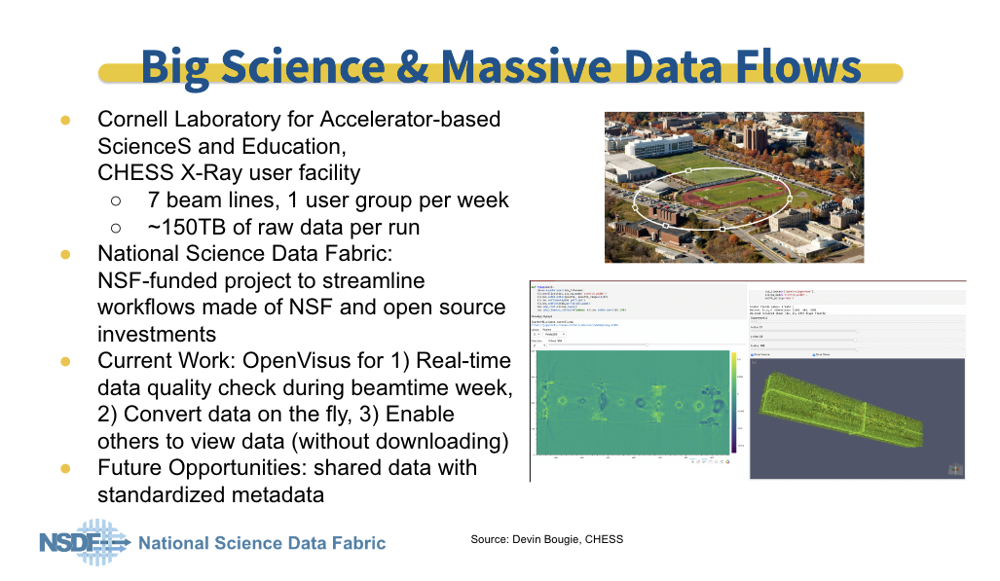 Big Science & Massive Data Flows
● Cornell Laboratory for Accelerator-based
ScienceS and Education,
CHESS X-Ray user facility
○ 7 beam lines, 1 user group per week
○ ~150TB of raw data per run
● National Science Data Fabric:
NSF-funded project to streamline
workflows made of NSF and open source
investments
● Current Work: OpenVisus for 1) Real-time
data quality check during beamtime week,
2) Convert data on the fly, 3) Enable
others to view data (without downloading)
● Future Opportunities: shared data with
standardized metadata
NSDF National Science Data Fabric
Source: Devin Bougie, CHESS